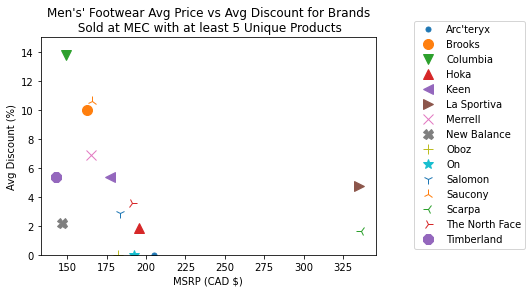 Men's' Footwear Avg Price vs Avg Discount for Brands
Sold at MEC with at least 5 Unique Products
Avg Discount (%)
14
12
10
8
6
4
2
0
150
175
200
225
250
275
300
325
MSRP (CAD $)
Arc'teryx
Brooks
Columbia
Hoka
Keen
La Sportiva
Merrell
New Balance
Oboz
On
Salomon
Saucony
Scarpa
The North Face
Timberland